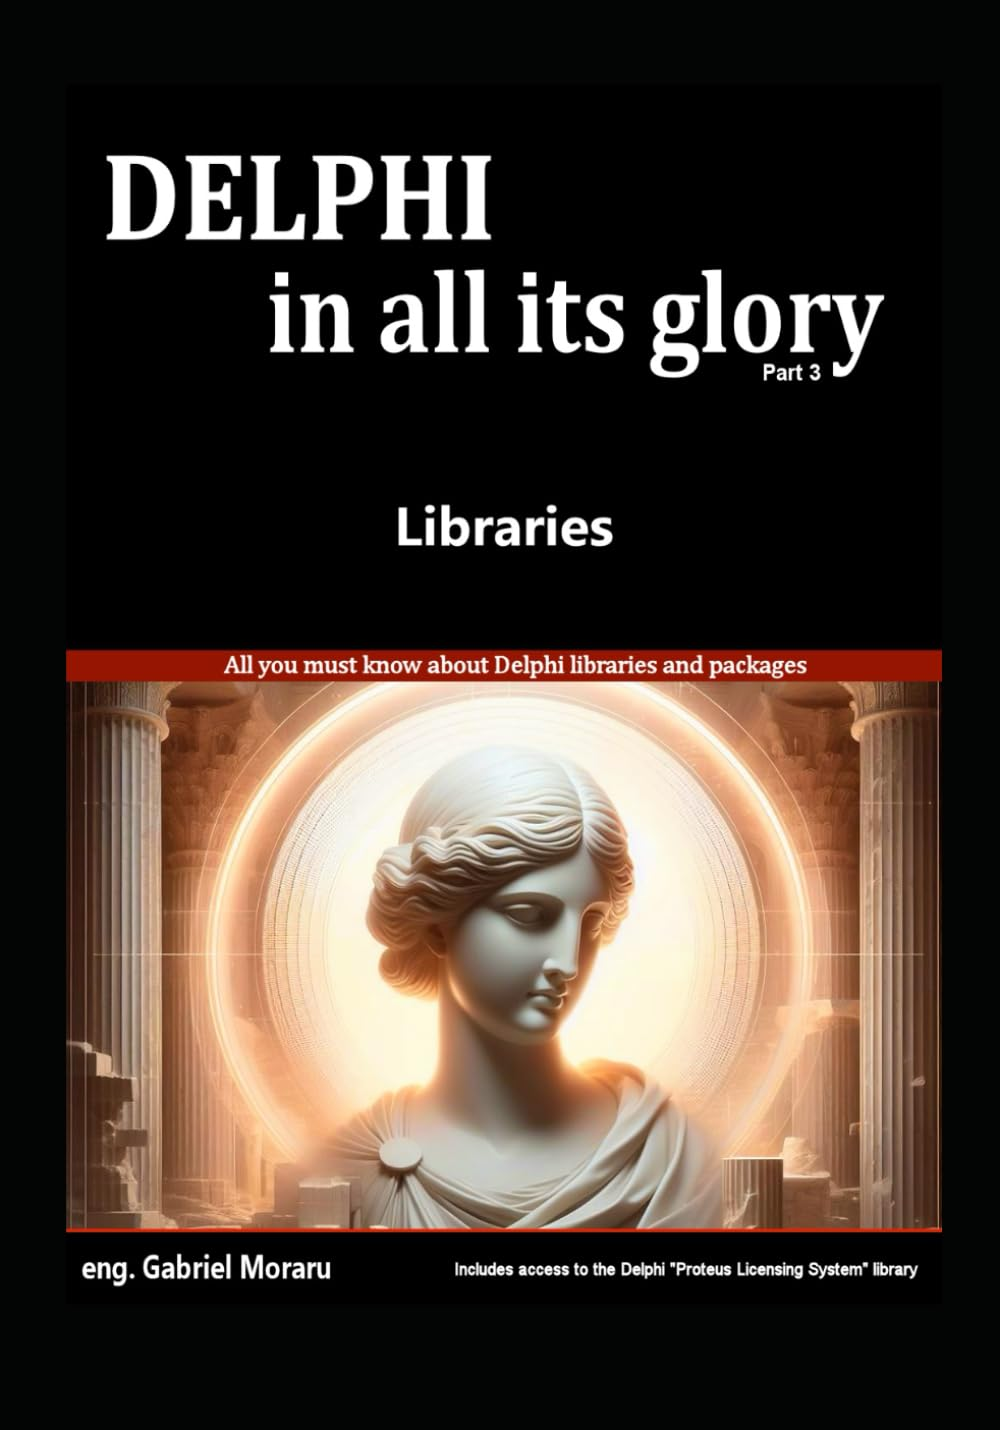 DELPHI
in all its glory
Part 3
Libraries
All you must know about Delphi libraries and packages
eng. Gabriel Moraru
Includes access to the Delphi "Proteus Licensing System" library